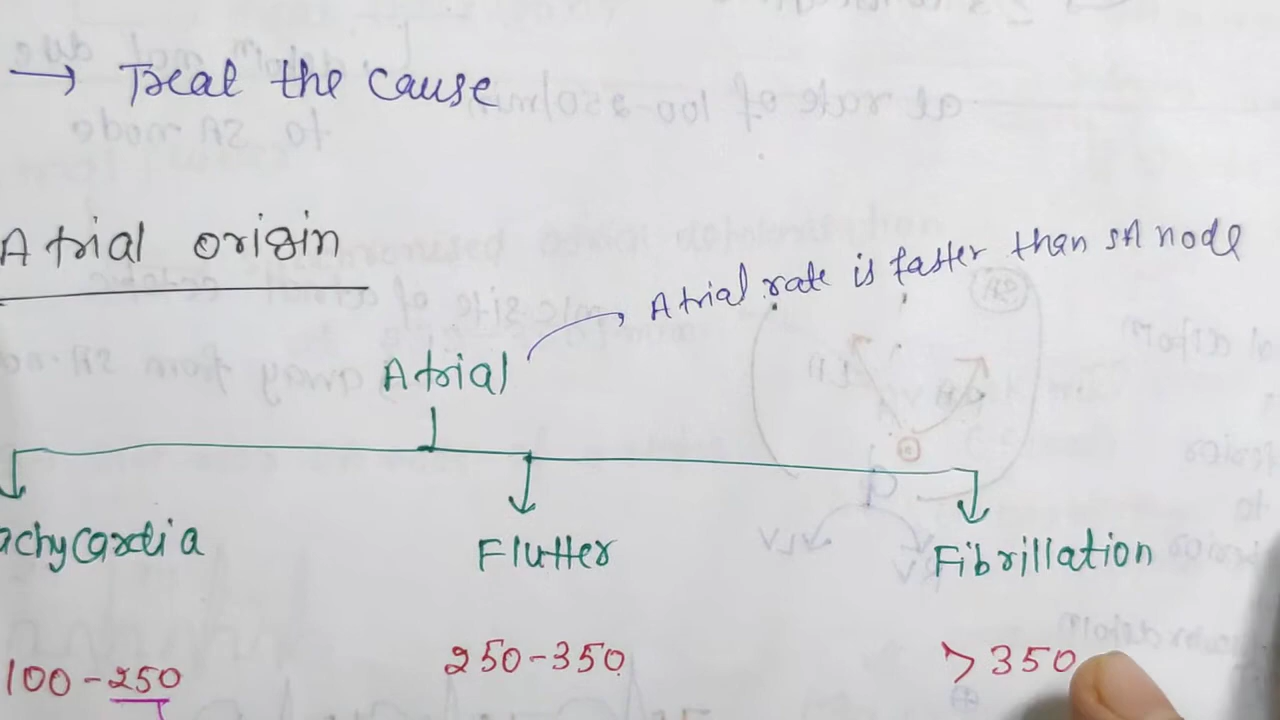 → Treat the cause
Atrial origin
Atrial rate is faster than SA node
Atrial
achycardia Flutter Fibrillation
100-250 250-350 >350